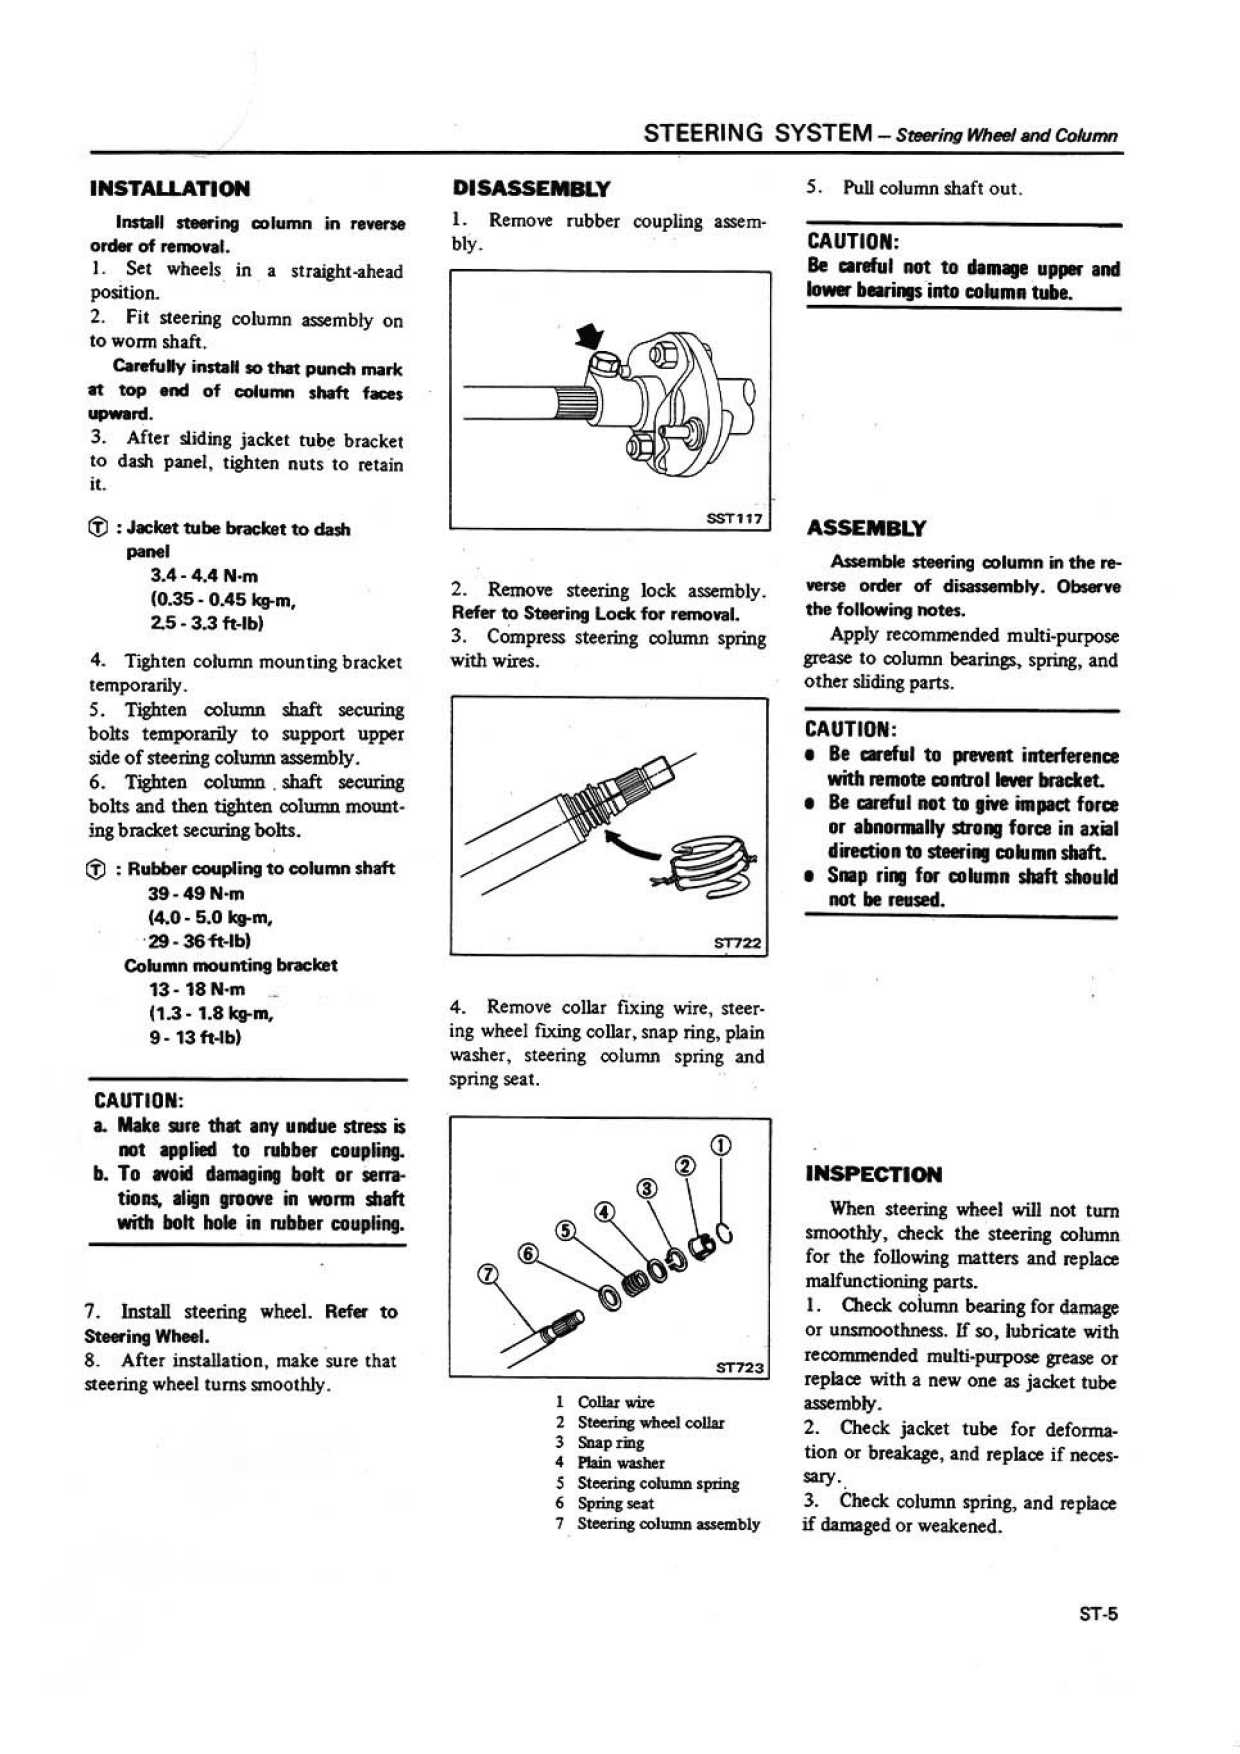 STEERING SYSTEM – Steering Wheel and Column
INSTALLATION
Install steering column in reverse
order of removal.
1. Set wheels in a straight-ahead
position.
2. Fit steering column assembly on
to worm shaft.
Carefully install so that punch mark
at top end of column shaft faces
upward.
3. After sliding jacket tube bracket
to dash panel, tighten nuts to retain
it.
Ⓣ : Jacket tube bracket to dash
panel
3.4 - 4.4 N·m
(0.35 - 0.45 kg-m,
2.5 - 3.3 ft-lb)
4. Tighten column mounting bracket
temporarily.
5. Tighten column shaft securing
bolts temporarily to support upper
side of steering column assembly.
6. Tighten column shaft securing
bolts and then tighten column mount-
ing bracket securing bolts.
Ⓣ : Rubber coupling to column shaft
39 - 49 N·m
(4.0 - 5.0 kg-m,
29 - 36 ft-lb)
Column mounting bracket
13 - 18 N·m
(1.3 - 1.8 kg-m,
9 - 13 ft-lb)
CAUTION:
a. Make sure that any undue stress is
not applied to rubber coupling.
b. To avoid damaging bolt or serra-
tions, align groove in worm shaft
with bolt hole in rubber coupling.
7. Install steering wheel. Refer to
Steering Wheel.
8. After installation, make sure that
steering wheel turns smoothly.
DISASSEMBLY
1. Remove rubber coupling assem-
bly.
SST117
2. Remove steering lock assembly.
Refer to Steering Lock for removal.
3. Compress steering column spring
with wires.
ST722
4. Remove collar fixing wire, steer-
ing wheel fixing collar, snap ring, plain
washer, steering column spring and
spring seat.
①
②
③
④
⑤
⑥
⑦
ST723
1 Collar wire
2 Steering wheel collar
3 Snap ring
4 Plain washer
5 Steering column spring
6 Spring seat
7 Steering column assembly
5. Pull column shaft out.
CAUTION:
Be careful not to damage upper and
lower bearings into column tube.
ASSEMBLY
Assemble steering column in the re-
verse order of disassembly. Observe
the following notes.
Apply recommended multi-purpose
grease to column bearings, spring, and
other sliding parts.
CAUTION:
● Be careful to prevent interference
with remote control lever bracket.
● Be careful not to give impact force
or abnormally strong force in axial
direction to steering column shaft.
● Snap ring for column shaft should
not be reused.
INSPECTION
When steering wheel will not turn
smoothly, check the steering column
for the following matters and replace
malfunctioning parts.
1. Check column bearing for damage
or unsmoothness. If so, lubricate with
recommended multi-purpose grease or
replace with a new one as jacket tube
assembly.
2. Check jacket tube for deforma-
tion or breakage, and replace if neces-
sary.
3. Check column spring, and replace
if damaged or weakened.
ST-5